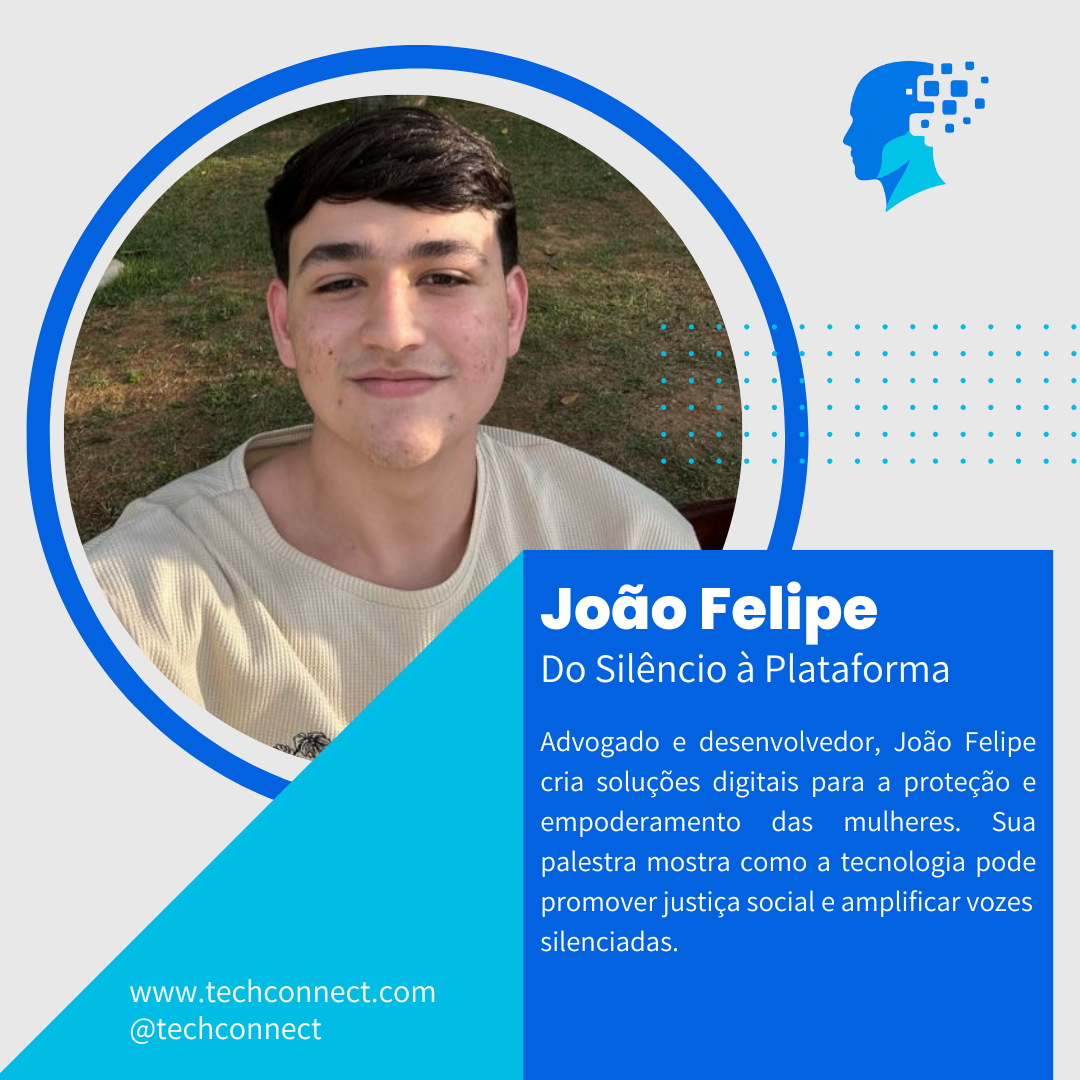 João Felipe
Do Silêncio à Plataforma
Advogado e desenvolvedor, João Felipe
cria soluções digitais para a proteção e
empoderamento das mulheres. Sua
palestra mostra como a tecnologia pode
promover justiça social e amplificar vozes
silenciadas.
www.techconnect.com
@techconnect